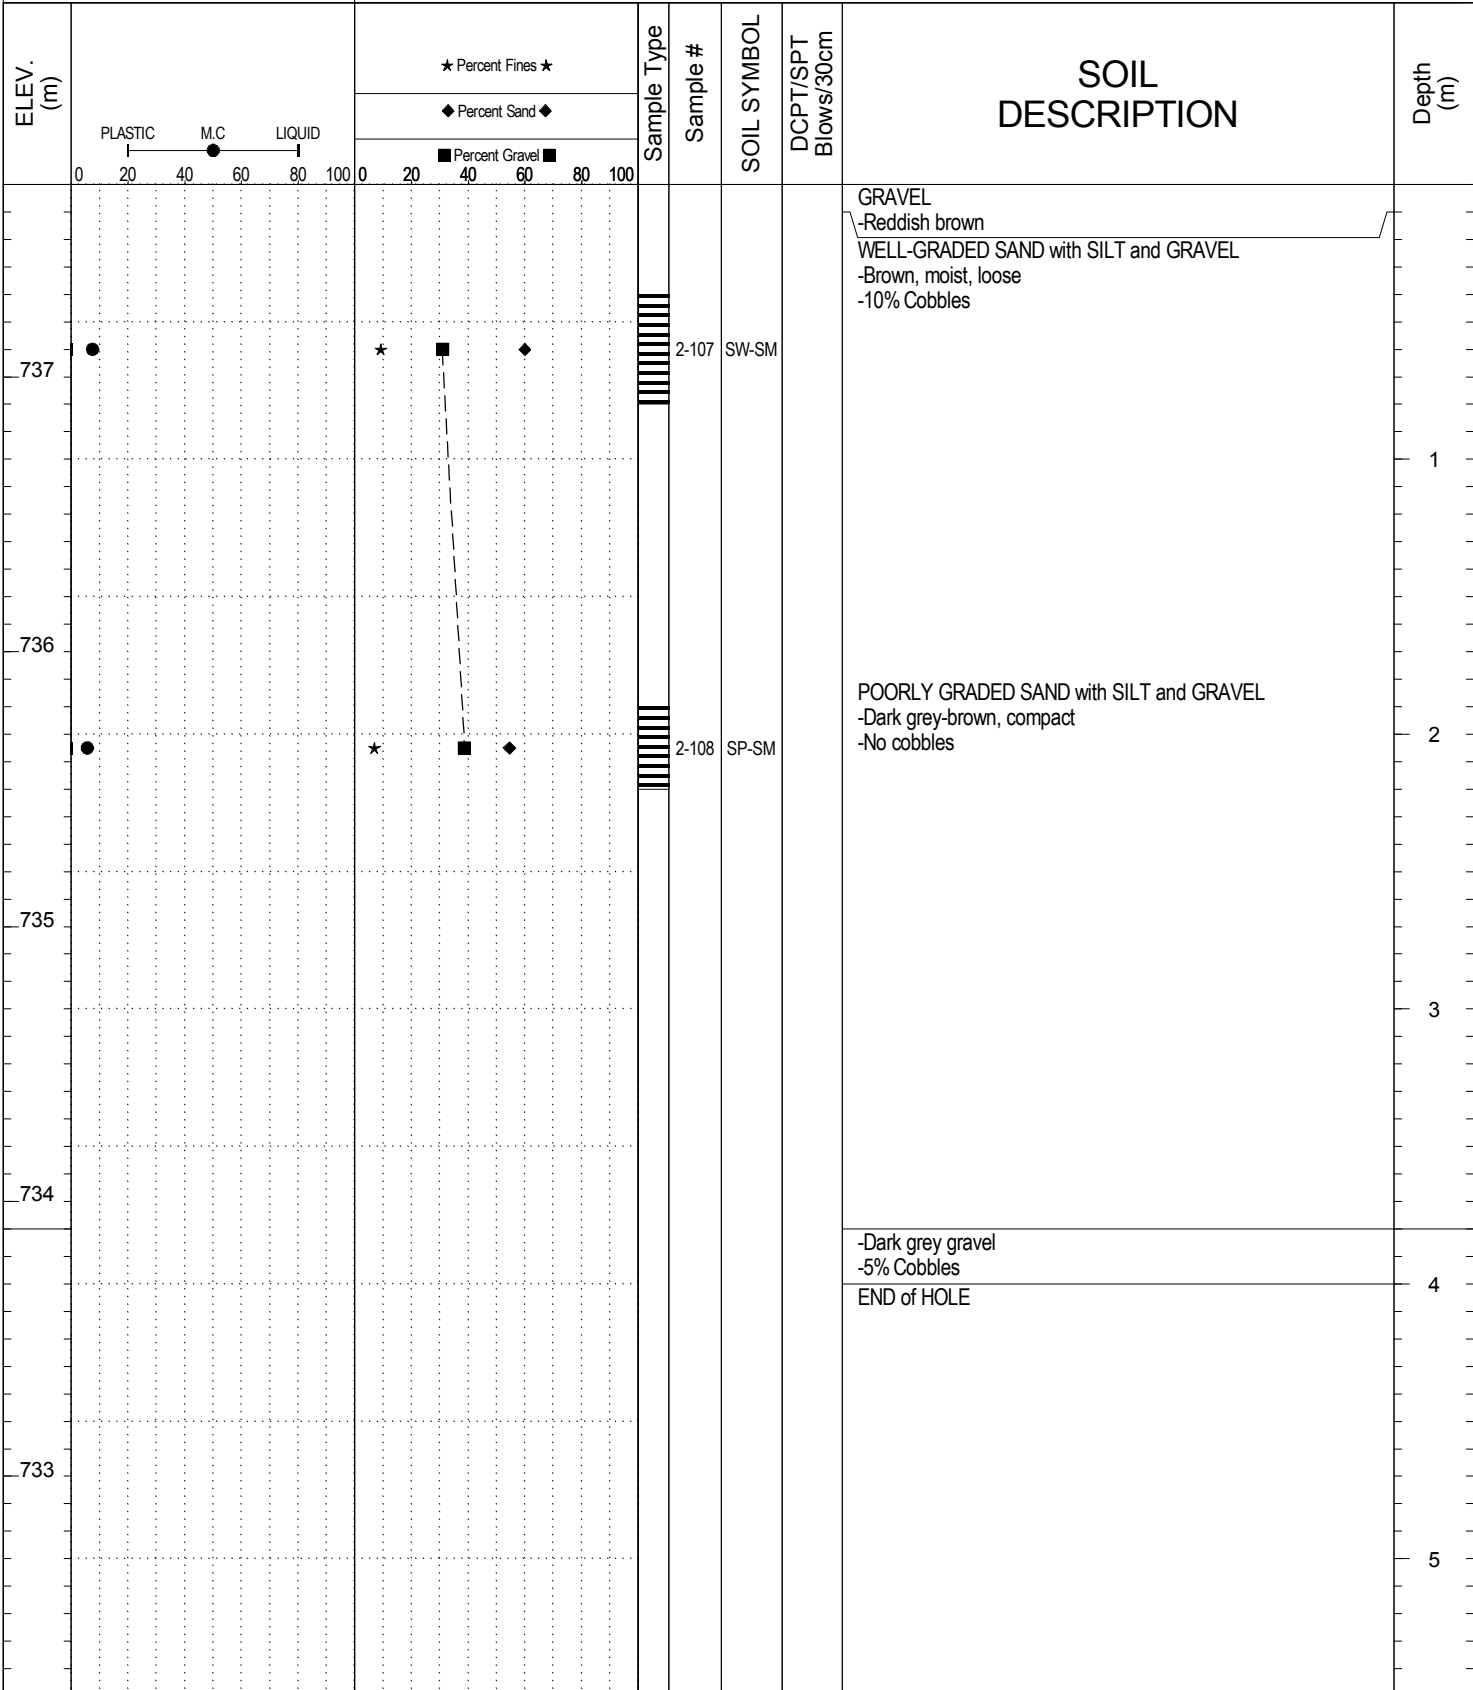 ELEV.
(m)
PLASTIC M.C LIQUID
0 20 40 60 80 100
★ Percent Fines ★
◆ Percent Sand ◆
■ Percent Gravel ■
0 20 40 60 80 100
Sample Type
Sample #
SOIL SYMBOL
DCPT/SPT
Blows/30cm
SOIL
DESCRIPTION
Depth
(m)
GRAVEL
-Reddish brown
WELL-GRADED SAND with SILT and GRAVEL
-Brown, moist, loose
-10% Cobbles
2-107 SW-SM
737
1
736
POORLY GRADED SAND with SILT and GRAVEL
-Dark grey-brown, compact
-No cobbles
2
2-108 SP-SM
735
3
734
-Dark grey gravel
-5% Cobbles
4
END of HOLE
733
5